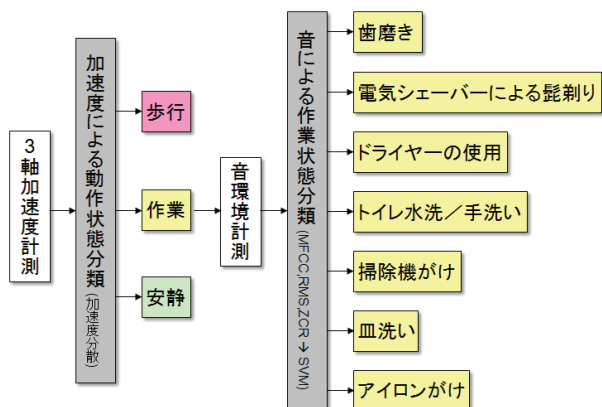 3軸加速度計測
加速度による動作状態分類
(加速度分散)
歩行
作業
安静
音環境計測
音による作業状態分類
(MFCC,RMS,ZCR→SVM)
歯磨き
電気シェーバーによる髭剃り
ドライヤーの使用
トイレ水洗／手洗い
掃除機がけ
皿洗い
アイロンがけ